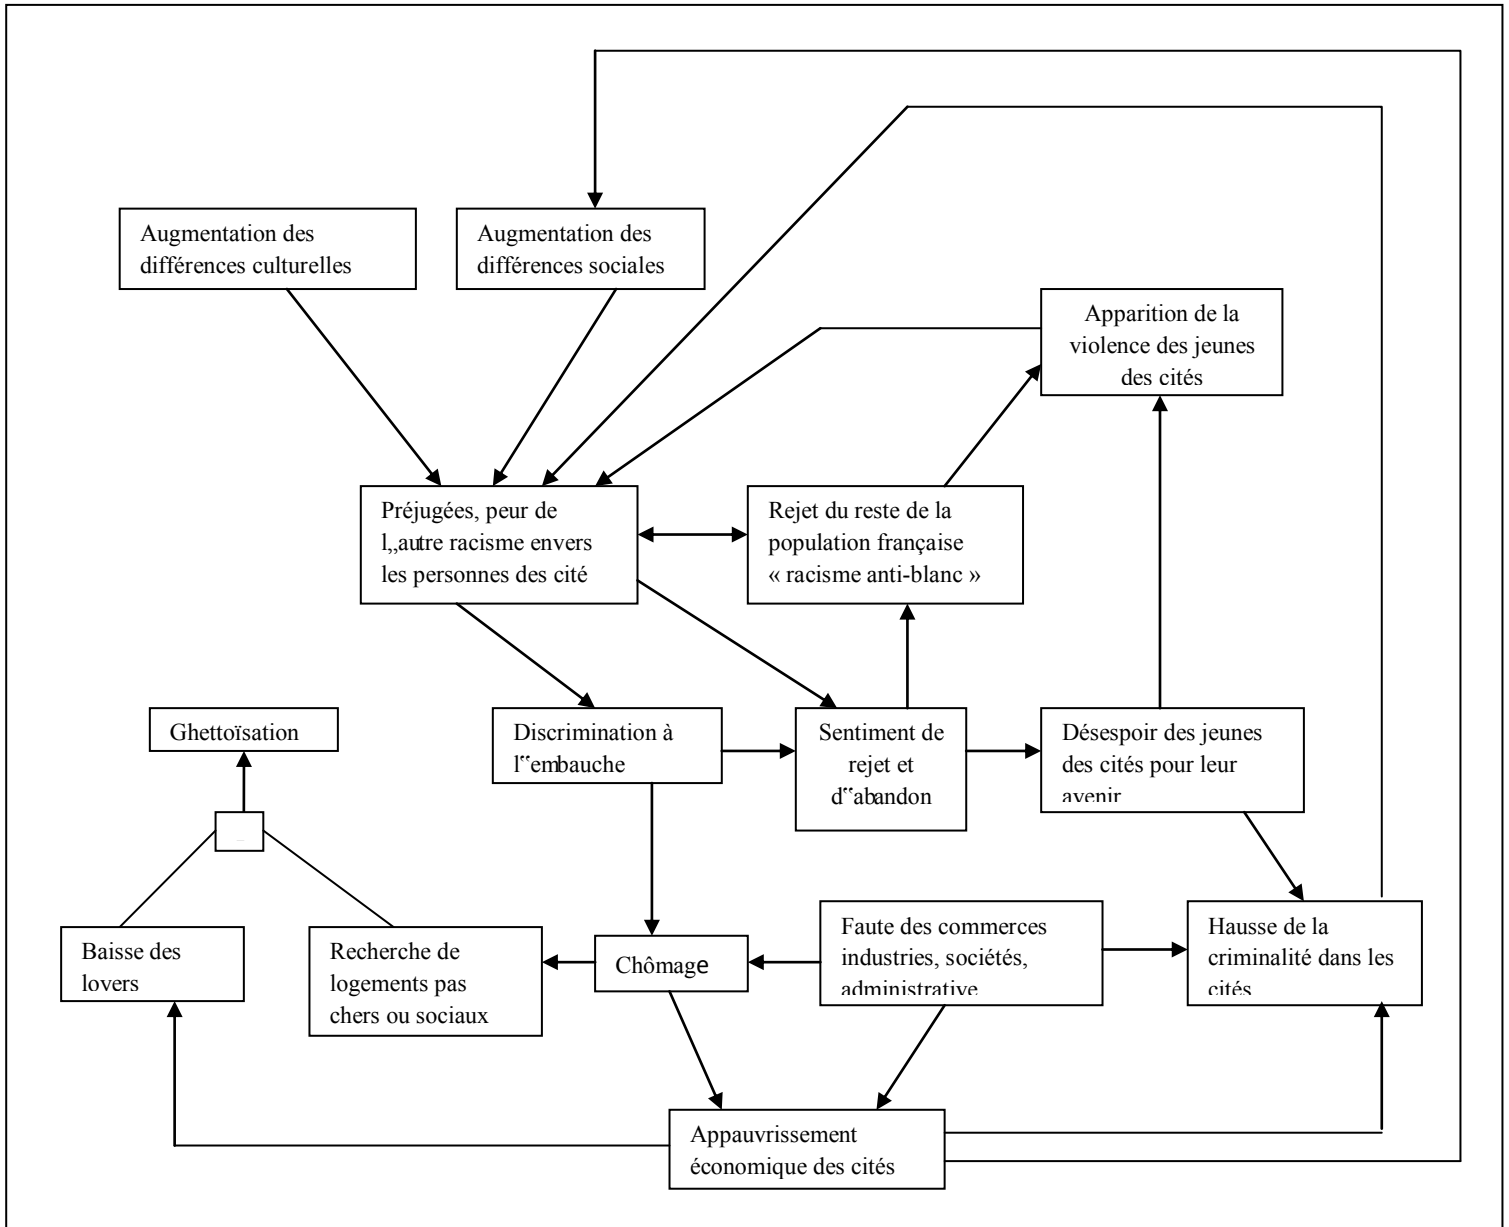 Augmentation des
différences culturelles
Augmentation des
différences sociales
Apparition de la
violence des jeunes
des cités
Préjugées, peur de
l„autre racisme envers
les personnes des cité
Rejet du reste de la
population française
« racisme anti-blanc »
Ghettoïsation
Discrimination à
l‟embauche
Sentiment de
rejet et
d‟abandon
Désespoir des jeunes
des cités pour leur
avenir
Baisse des
lovers
Recherche de
logements pas
chers ou sociaux
Chômage
Faute des commerces
industries, sociétés,
administrative
Hausse de la
criminalité dans les
cités
Appauvrissement
économique des cités